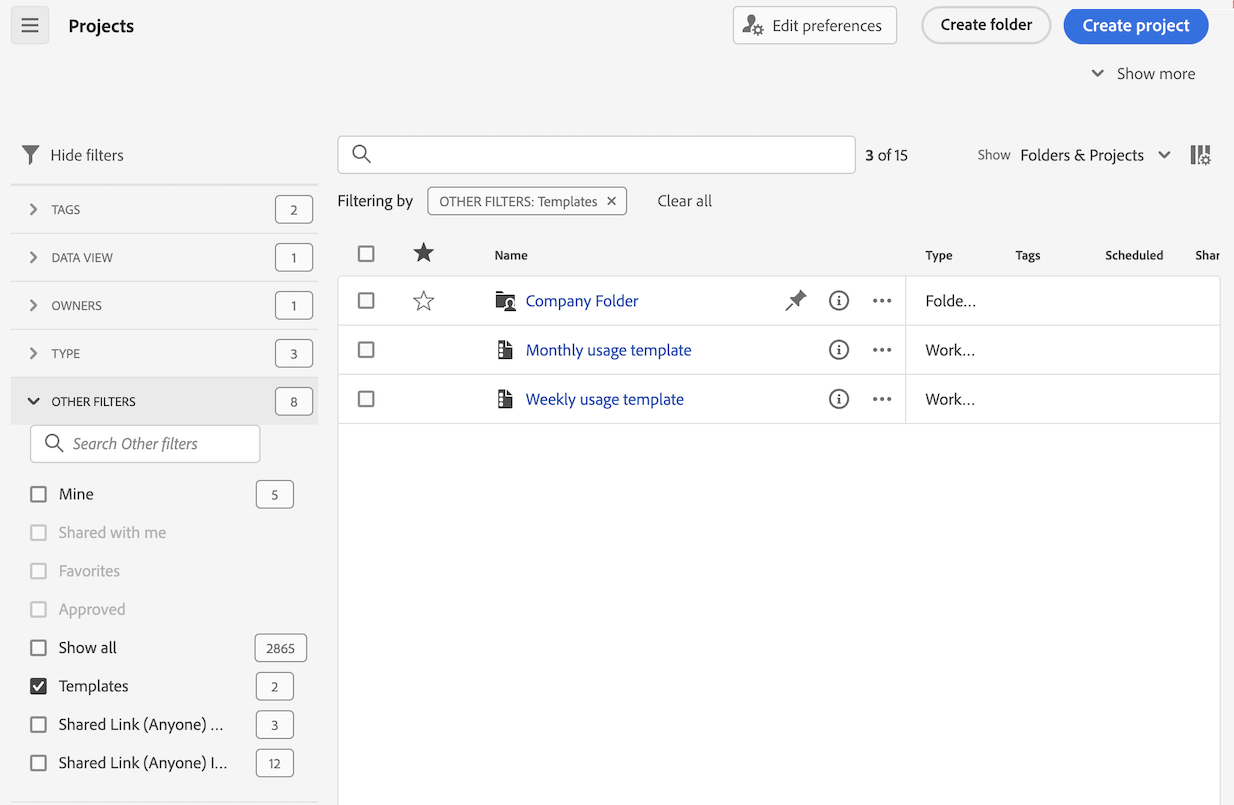 Projects
Edit preferences
Create folder
Create project
Show more
Hide filters
3 of 15
Show Folders & Projects
Filtering by
OTHER FILTERS: Templates
Clear all
TAGS 2
DATA VIEW 1
OWNERS 1
TYPE 3
OTHER FILTERS 8
Search Other filters
Mine 5
Shared with me
Favorites
Approved
Show all 2865
Templates 2
Shared Link (Anyone) ... 3
Shared Link (Anyone) I... 12
Name Type Tags Scheduled Shar
Company Folder Folde...
Monthly usage template Work...
Weekly usage template Work...